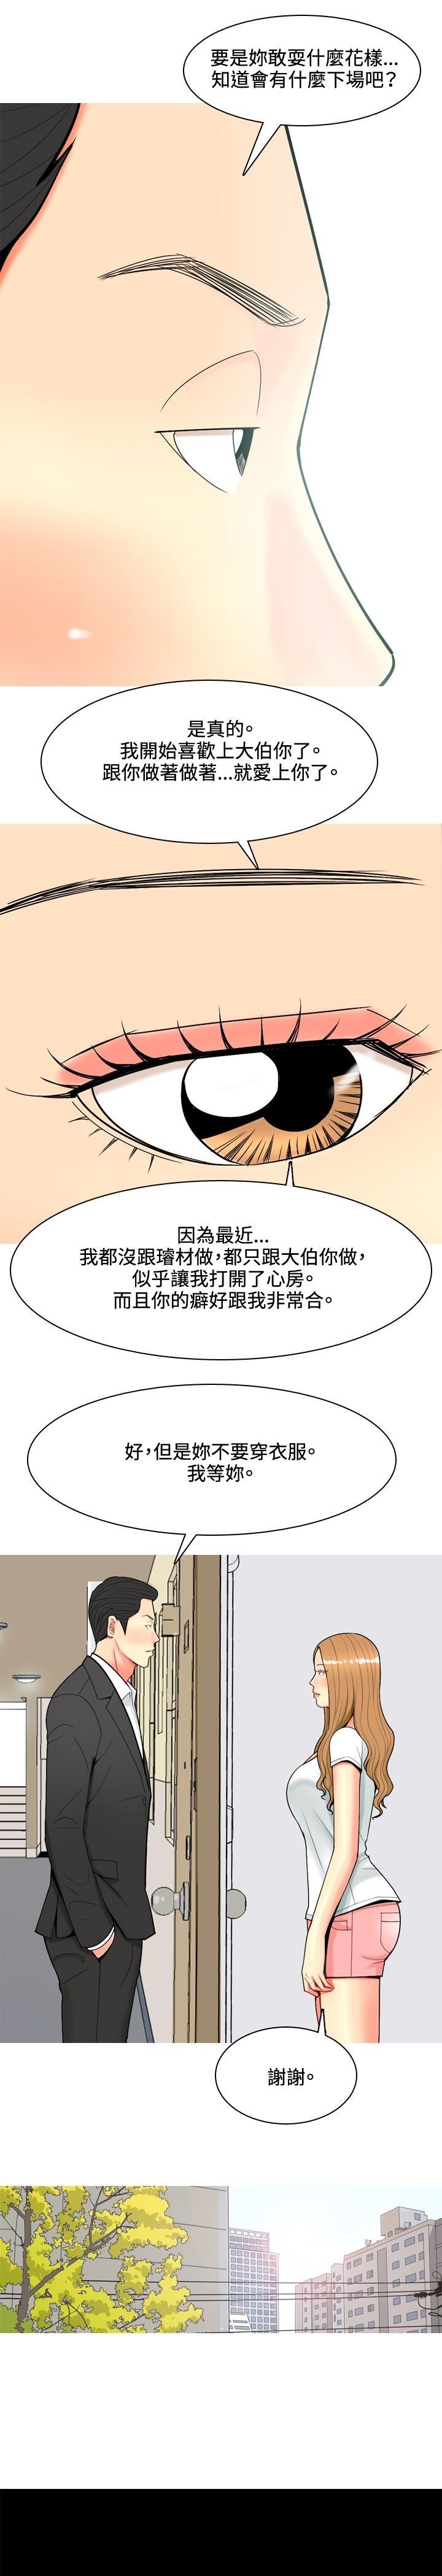 要是妳敢耍什麼花樣...
知道會有什麼下場吧？
是真的。
我開始喜歡上大伯你了。
跟你做著做著...就愛上你了。
因為最近...
我都沒跟璿材做，都只跟大伯你做，
似乎讓我打開了心房。
而且你的癖好跟我非常合。
好，但是妳不要穿衣服。
我等妳。
謝謝。